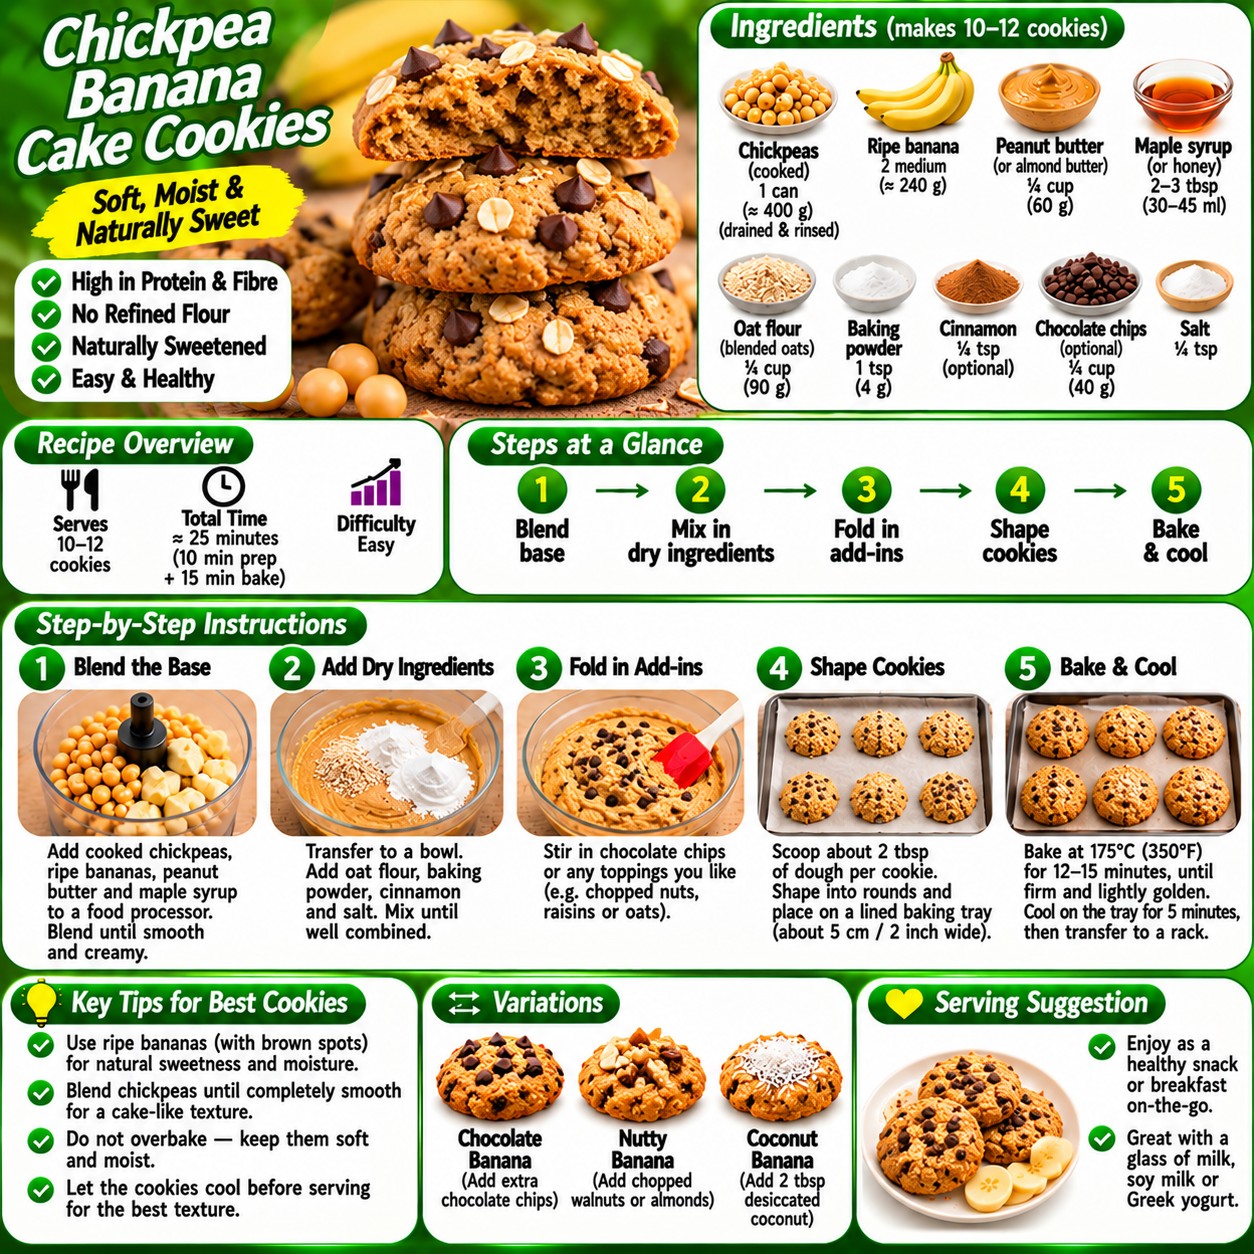 Chickpea
Banana
Cake Cookies
Soft, Moist &
Naturally Sweet
High in Protein & Fibre
No Refined Flour
Naturally Sweetened
Easy & Healthy
Ingredients (makes 10–12 cookies)
Chickpeas
(cooked)
1 can
(≈ 400 g)
(drained & rinsed)
Ripe banana
2 medium
(≈ 240 g)
Peanut butter
(or almond butter)
¼ cup
(60 g)
Maple syrup
(or honey)
2–3 tbsp
(30–45 ml)
Oat flour
(blended oats)
¼ cup
(90 g)
Baking
powder
1 tsp
(4 g)
Cinnamon
¼ tsp
(optional)
Chocolate chips
(optional)
¼ cup
(40 g)
Salt
¼ tsp
Recipe Overview
Serves
10–12
cookies
Total Time
≈ 25 minutes
(10 min prep
+ 15 min bake)
Difficulty
Easy
Steps at a Glance
1
Blend
base
2
Mix in
dry ingredients
3
Fold in
add-ins
4
Shape
cookies
5
Bake
& cool
Step-by-Step Instructions
1 Blend the Base
Add cooked chickpeas,
ripe bananas, peanut
butter and maple syrup
to a food processor.
Blend until smooth
and creamy.
2 Add Dry Ingredients
Transfer to a bowl.
Add oat flour, baking
powder, cinnamon
and salt. Mix until
well combined.
3 Fold in Add-ins
Stir in chocolate chips
or any toppings you like
(e.g. chopped nuts,
raisins or oats).
4 Shape Cookies
Scoop about 2 tbsp
of dough per cookie.
Shape into rounds and
place on a lined baking tray
(about 5 cm / 2 inch wide).
5 Bake & Cool
Bake at 175°C (350°F)
for 12–15 minutes, until
firm and lightly golden.
Cool on the tray for 5 minutes,
then transfer to a rack.
Key Tips for Best Cookies
Use ripe bananas (with brown spots)
for natural sweetness and moisture.
Blend chickpeas until completely smooth
for a cake-like texture.
Do not overbake — keep them soft
and moist.
Let the cookies cool before serving
for the best texture.
Variations
Chocolate
Banana
(Add extra
chocolate chips)
Nutty
Banana
(Add chopped
walnuts or almonds)
Coconut
Banana
(Add 2 tbsp
desiccated
coconut)
Serving Suggestion
Enjoy as a
healthy snack
or breakfast
on-the-go.
Great with a
glass of milk,
soy milk or
Greek yogurt.